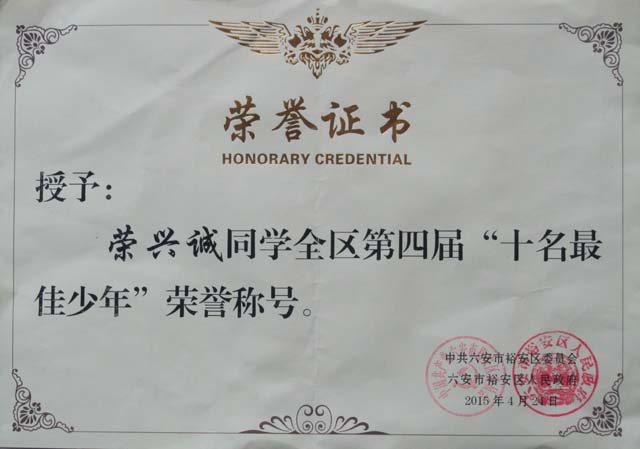 荣誉证书
HONORARY CREDENTIAL
授予：
荣兴诚同学全区第四届“十名最
佳少年”荣誉称号。
中共六安市裕安区委员会
六安市裕安区人民政府
2015年4月21日